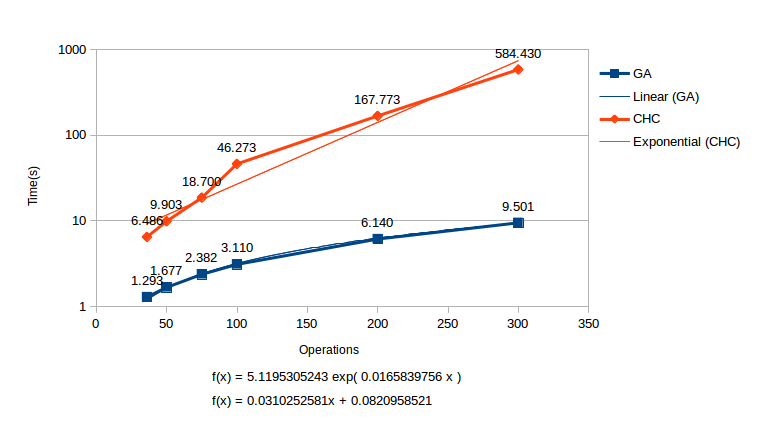 1000
584.430
GA
Linear (GA)
CHC
Exponential (CHC)
167.773
100
46.273
18.700
9.903
6.486
10
9.501
6.140
3.110
2.382
1.677
1.293
1
Time(s)
0 50 100 150 200 250 300 350
Operations
f(x) = 5.1195305243 exp( 0.0165839756 x )
f(x) = 0.0310252581x + 0.0820958521